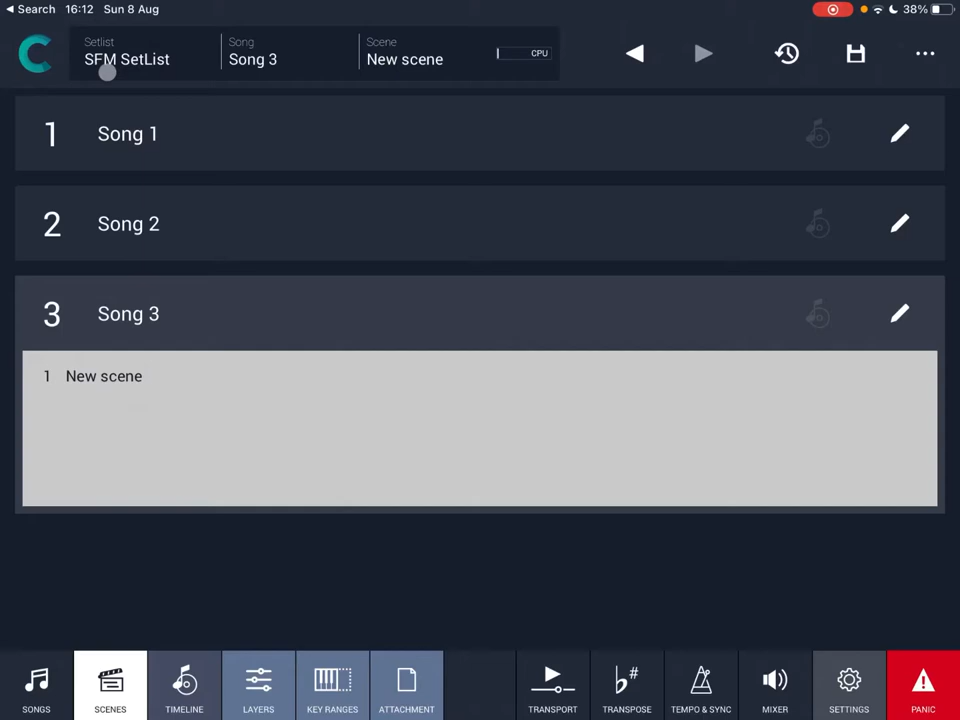 Search 16:12 Sun 8 Aug 38%
Setlist Song Scene
SFM SetList Song 3 New scene CPU
1 Song 1
2 Song 2
3 Song 3
1 New scene
SONGS SCENES TIMELINE LAYERS KEY RANGES ATTACHMENT TRANSPORT TRANSPOSE TEMPO & SYNC MIXER SETTINGS PANIC